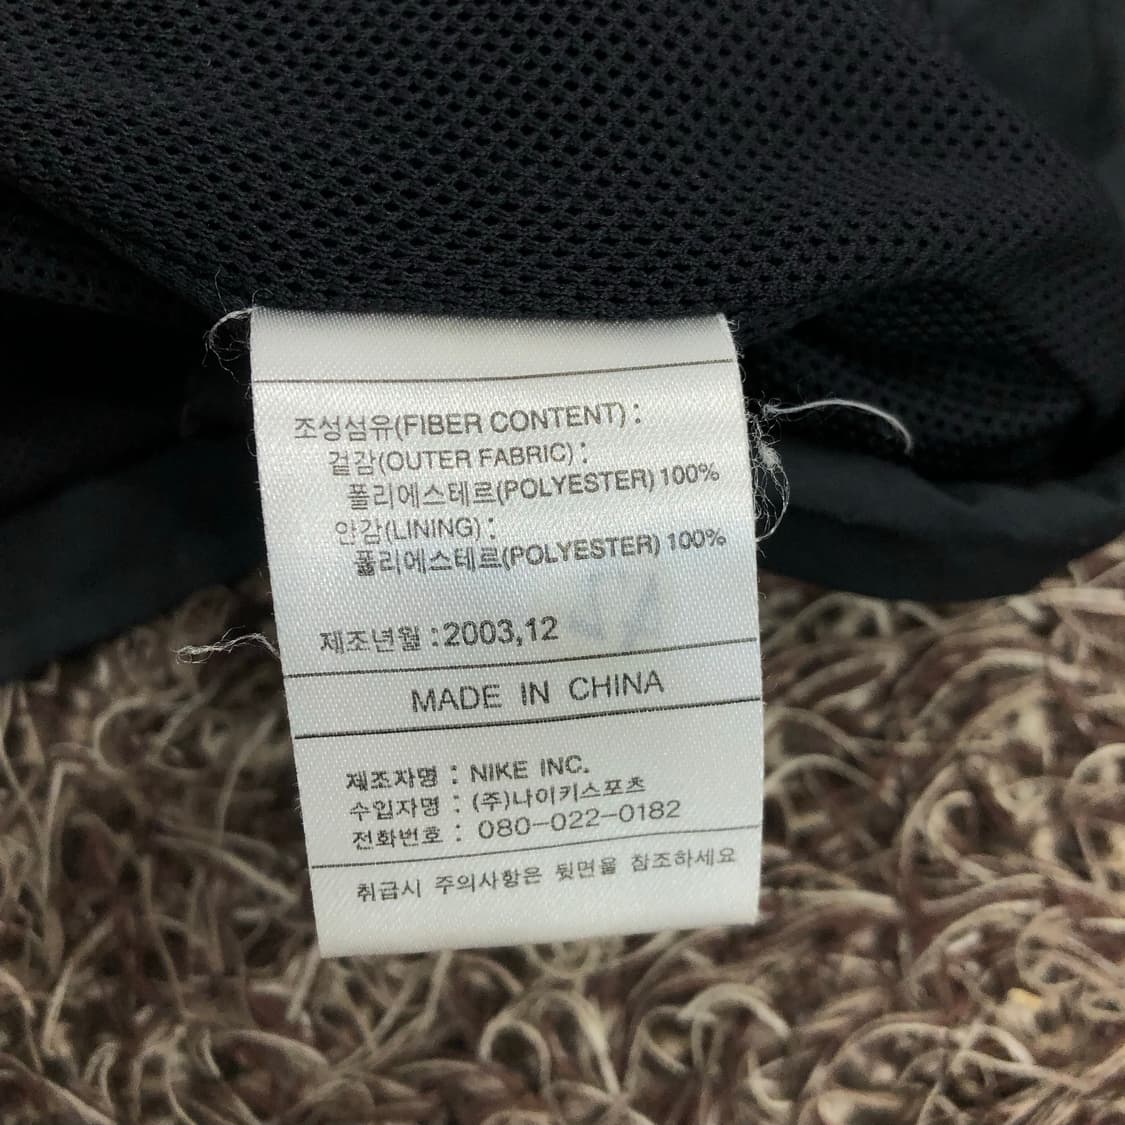 조성섬유(FIBER CONTENT) :
겉감(OUTER FABRIC) :
폴리에스테르(POLYESTER) 100%
안감(LINING) :
폴리에스테르(POLYESTER) 100%
제조년월 : 2003,12
MADE IN CHINA
제조자명 : NIKE INC.
수입자명 : (주)나이키스포츠
전화번호 : 080-022-0182
취급시 주의사항은 뒷면을 참조하세요